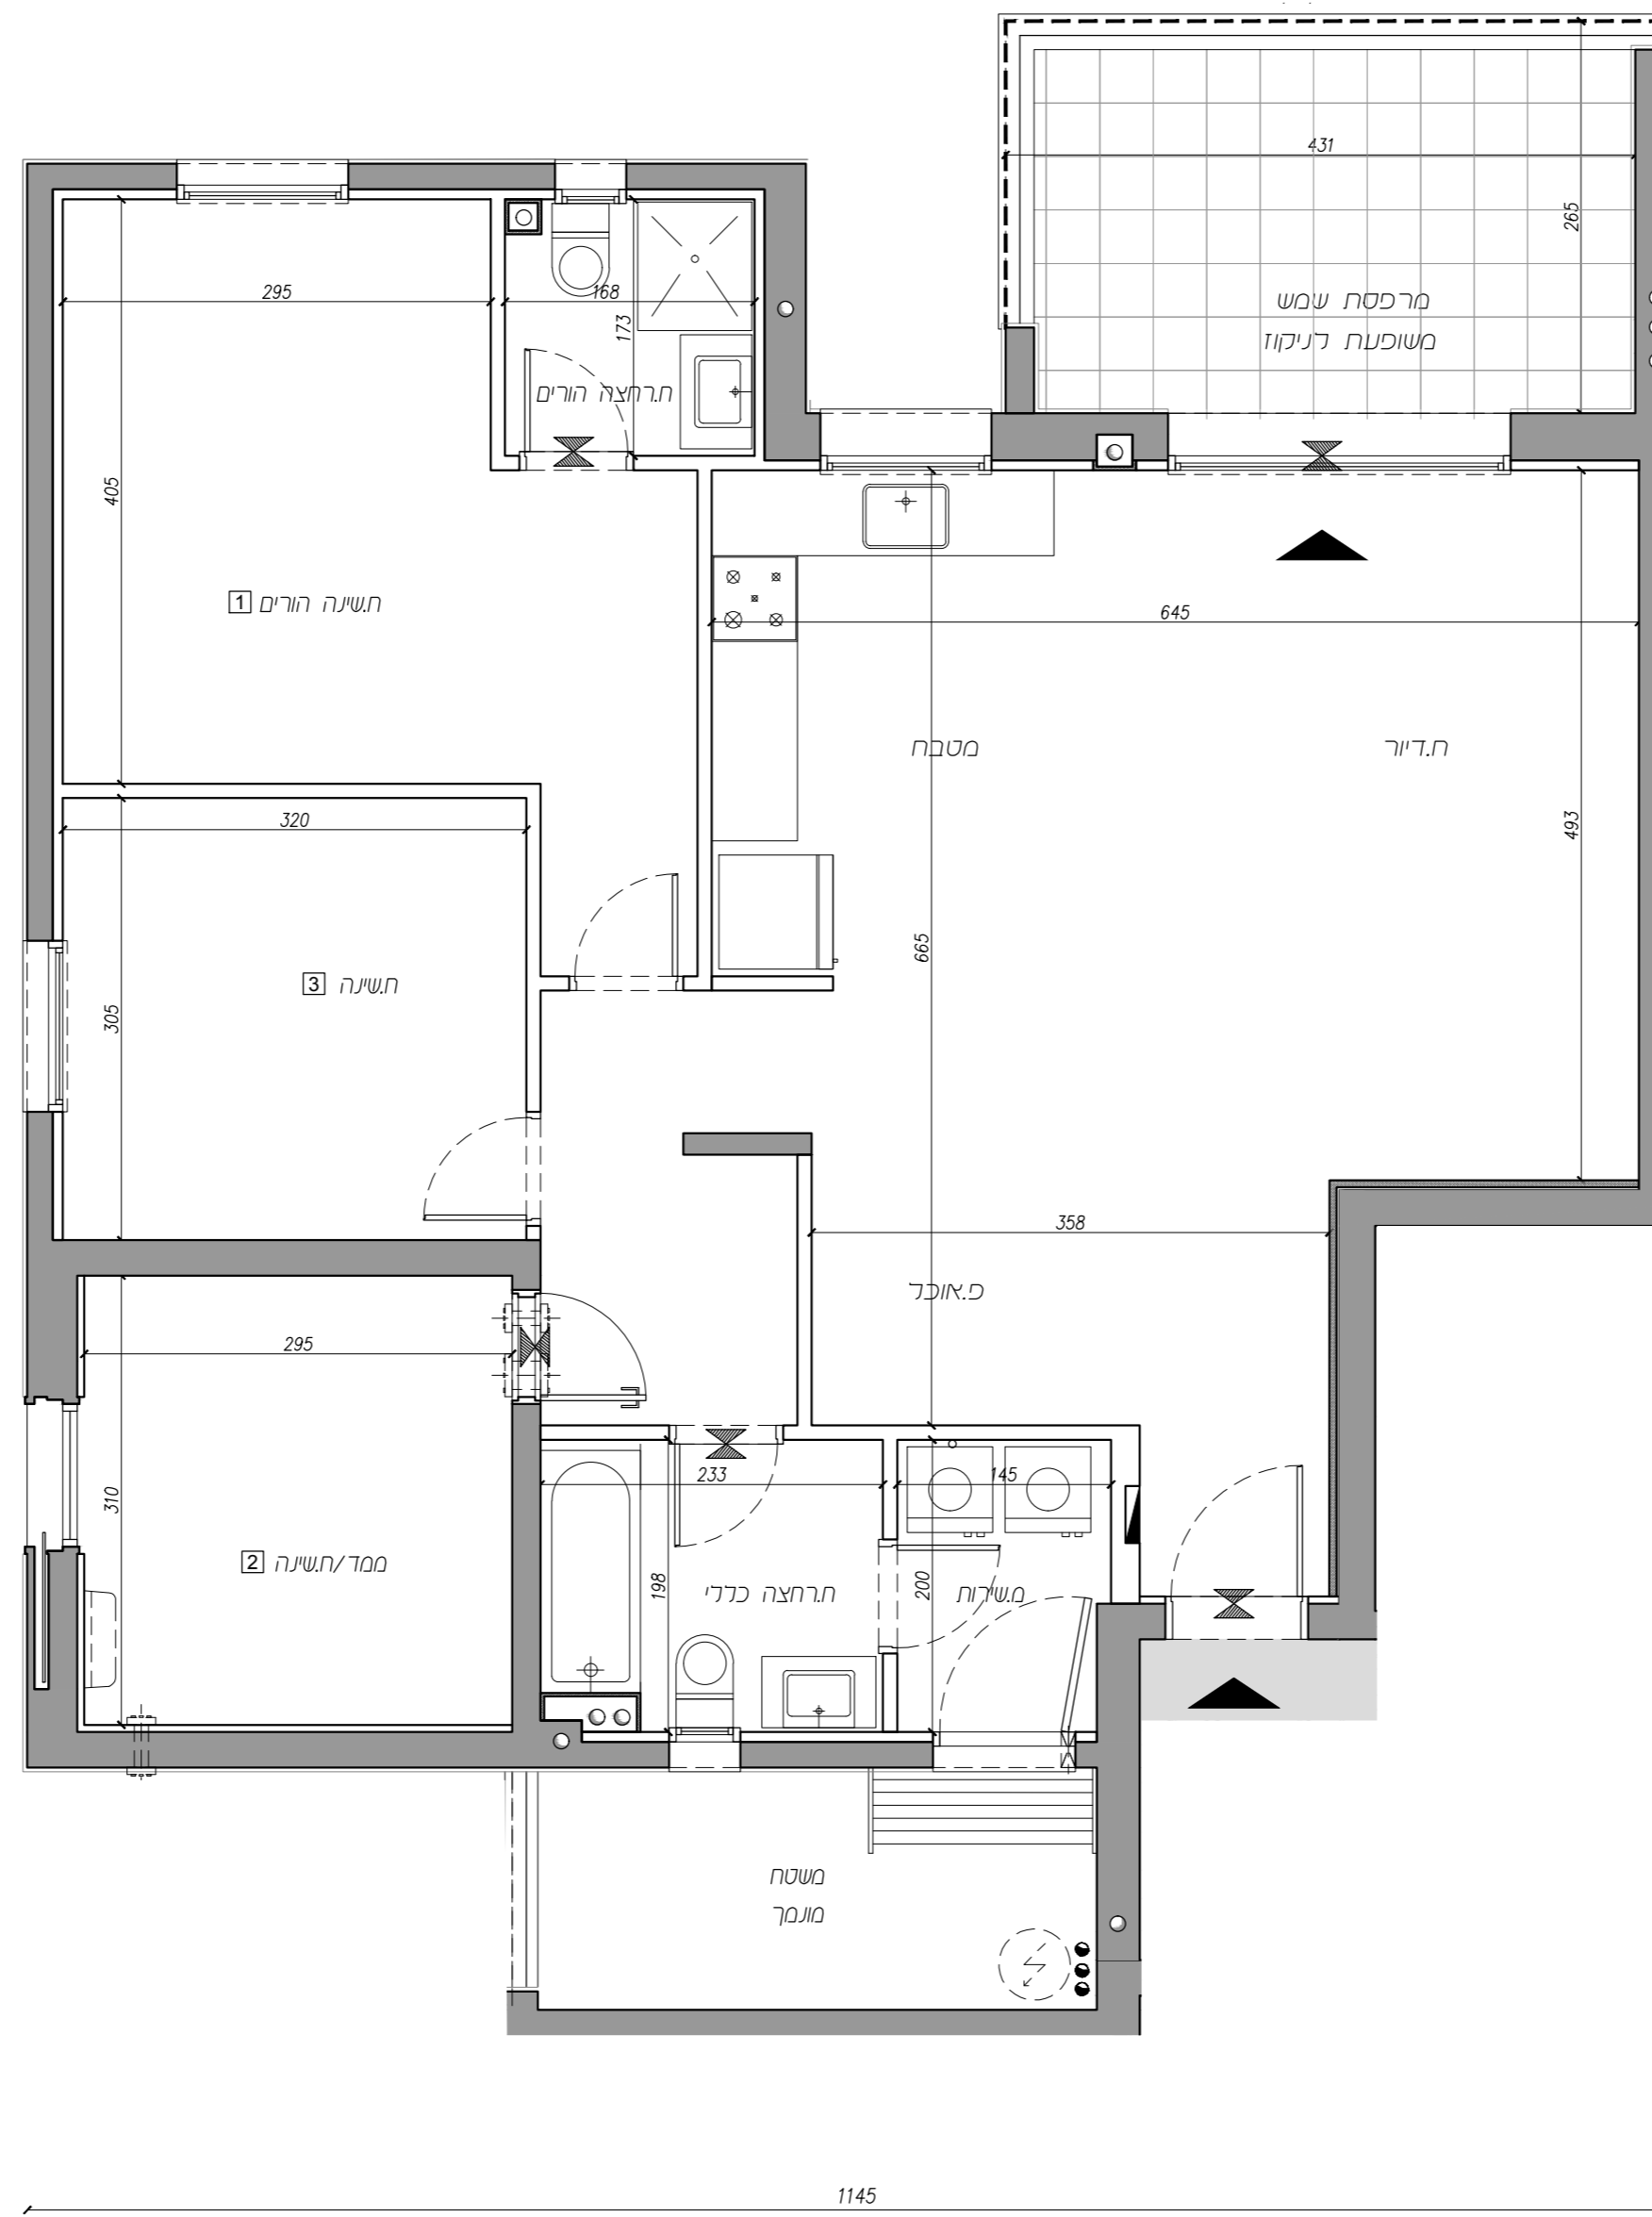 431
265
מרפסת שמש
משופעת לניקוז
295
168
173
ח.רחצה הורים
405
1 ח.שינה הורים
645
מטבח
ח.דיור
493
320
665
3 ח.שינה
305
358
פ.אוכל
295
310
2 ממד/ח.שינה
233
145
198
ח.רחצה כללי
200
מ.שירות
משטח
מונמך
1145